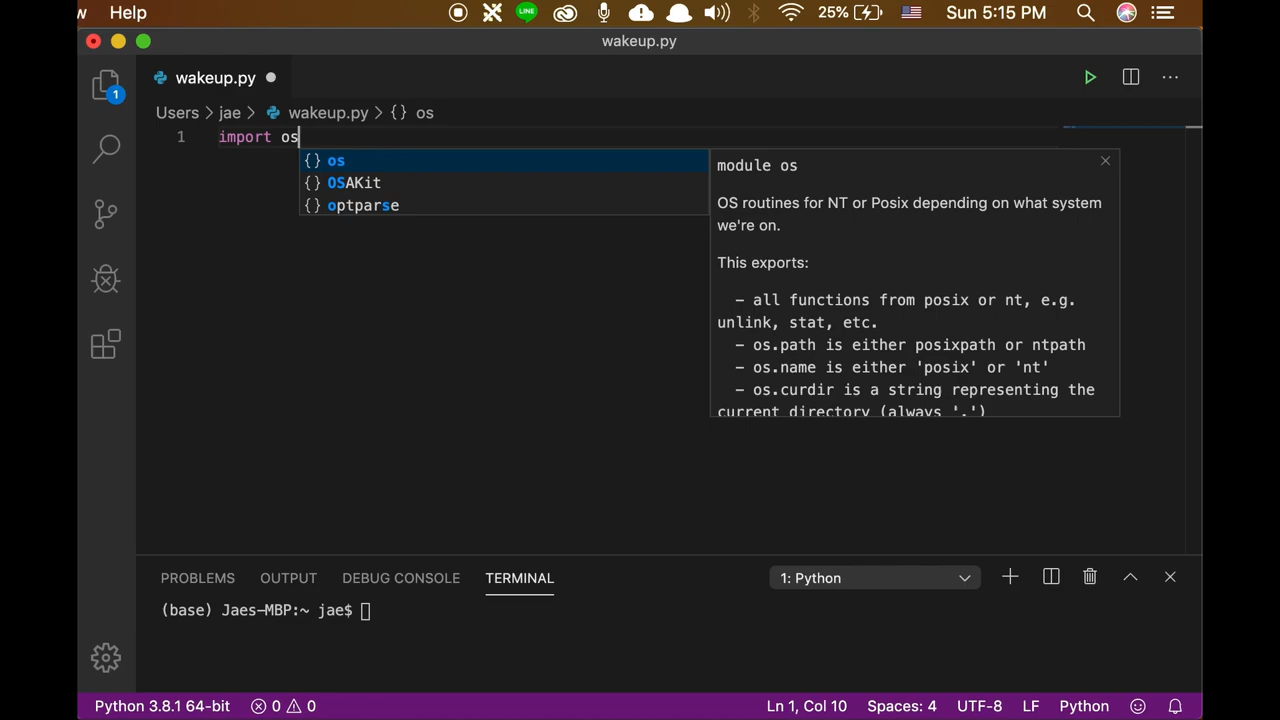 w Help 25% Sun 5:15 PM
wakeup.py
wakeup.py
Users > jae > wakeup.py > {} os
1 import os
{} os
{} OSAKit
{} optparse
module os
OS routines for NT or Posix depending on what system
we're on.
This exports:
- all functions from posix or nt, e.g.
unlink, stat, etc.
- os.path is either posixpath or ntpath
- os.name is either 'posix' or 'nt'
- os.curdir is a string representing the
current directory (always '.')
PROBLEMS OUTPUT DEBUG CONSOLE TERMINAL 1: Python
(base) Jaes-MBP:~ jae$
Python 3.8.1 64-bit 0 0 Ln 1, Col 10 Spaces: 4 UTF-8 LF Python